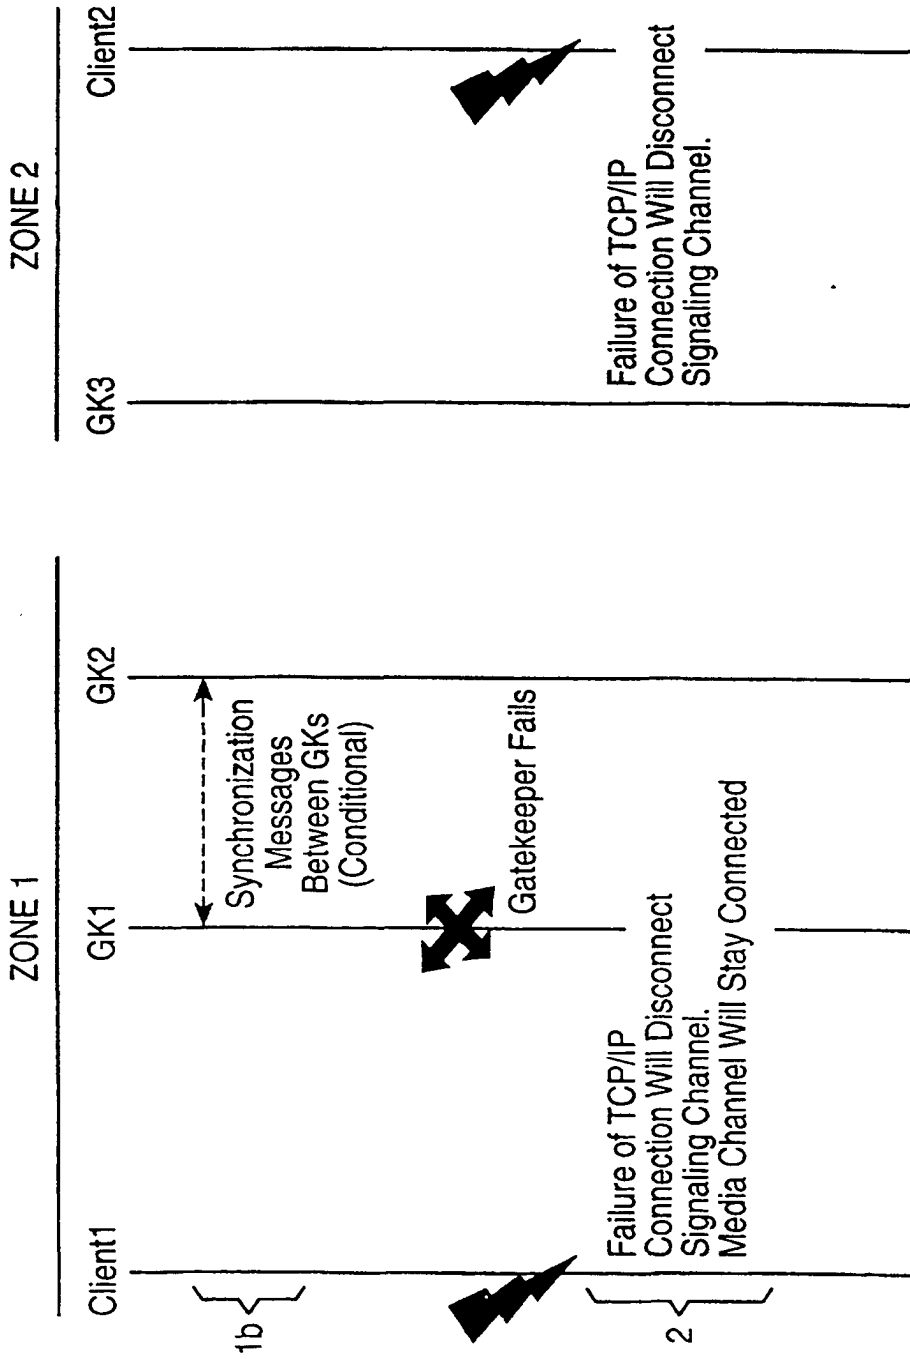 ZONE 1
ZONE 2
Client1
GK1
GK2
GK3
Client2
1b
Synchronization
Messages
Between GKs
(Conditional)
Gatekeeper Fails
2
Failure of TCP/IP
Connection Will Disconnect
Signaling Channel.
Media Channel Will Stay Connected
Failure of TCP/IP
Connection Will Disconnect
Signaling Channel.